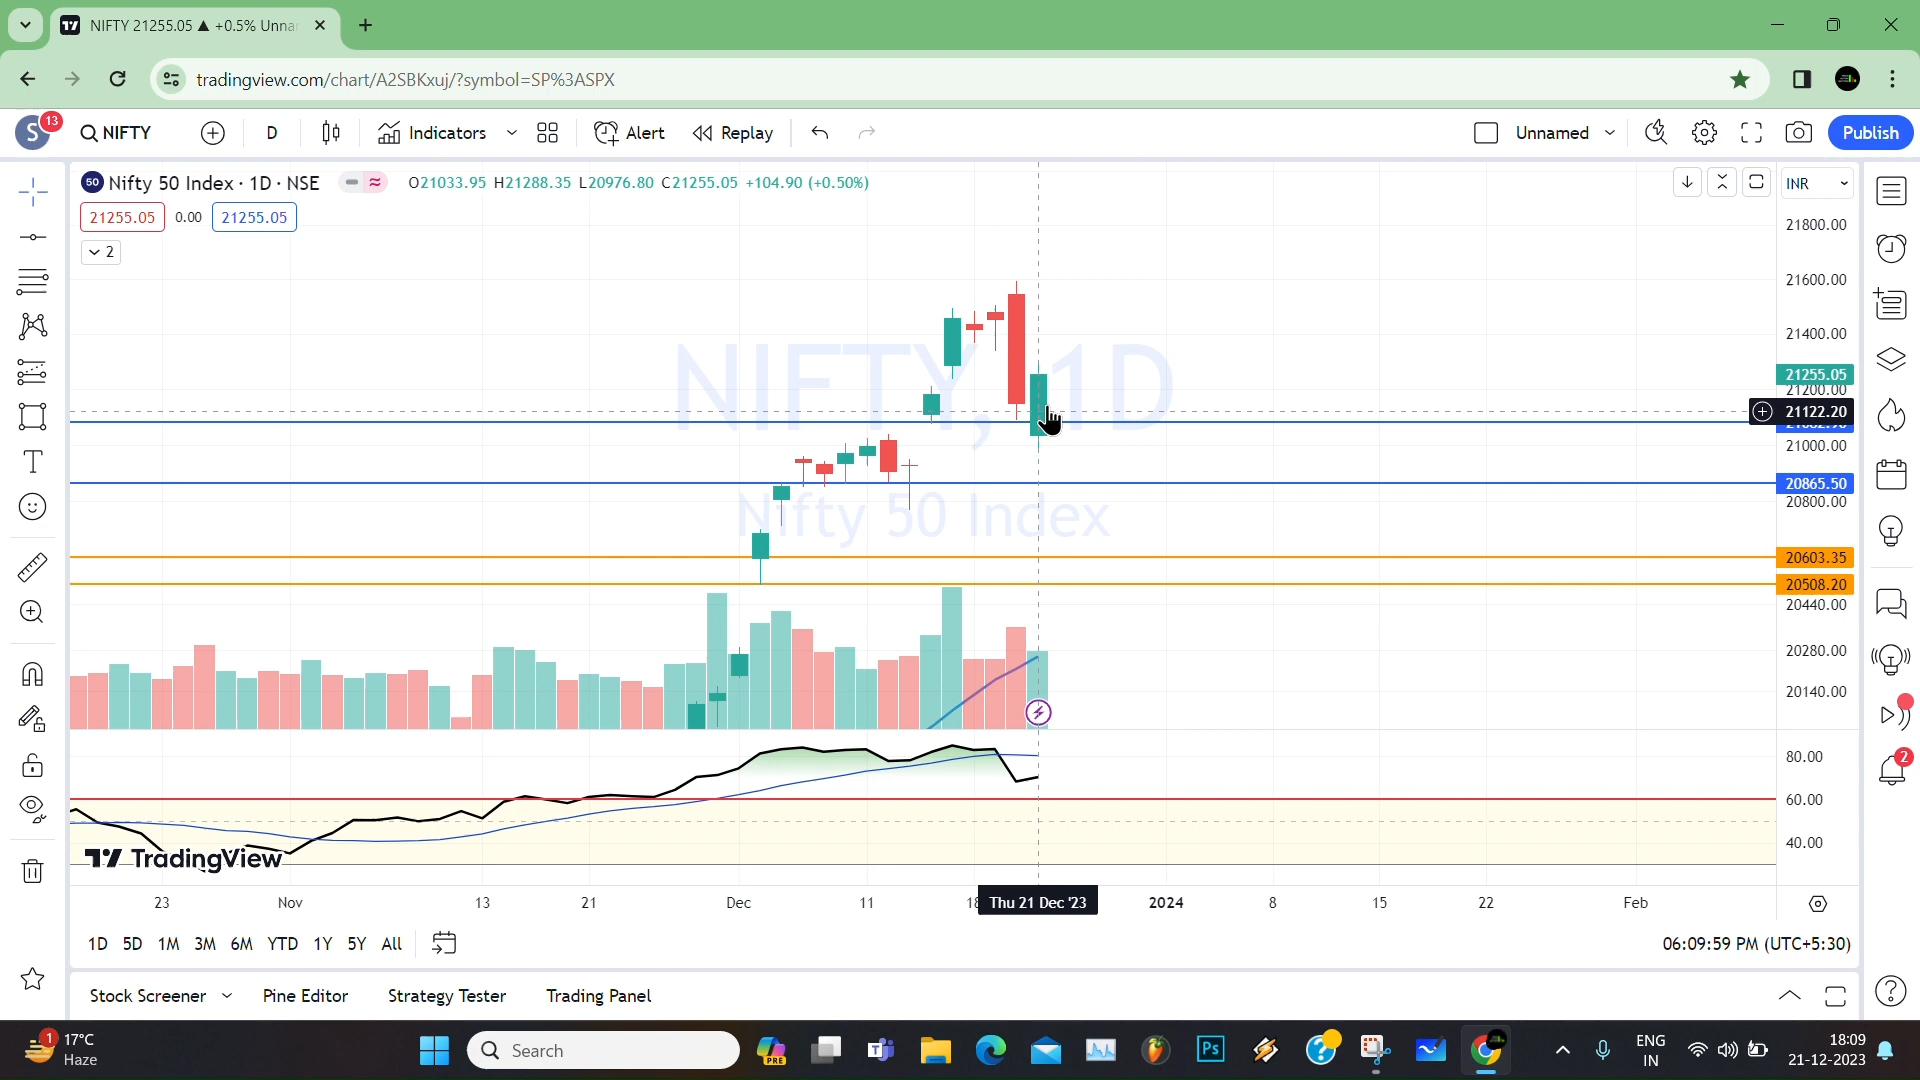 NIFTY 21255.05 ▲ +0.5% Unna
tradingview.com/chart/A2SBKxuj/?symbol=SP%3ASPX
S 13 NIFTY D Indicators Alert Replay Unnamed Publish
50 Nifty 50 Index · 1D · NSE O21033.95 H21288.35 L20976.80 C21255.05 +104.90 (+0.50%) INR
21255.05 0.00 21255.05
2
NIFTY, 1D
Nifty 50 Index
21800.00
21600.00
21400.00
21255.05
21200.00
21122.20
21000.00
20865.50
20800.00
20603.35
20508.20
20440.00
20280.00
20140.00
80.00
60.00
40.00
2
TradingView
23 Nov 13 21 Dec 11 18 Thu 21 Dec '23 2024 8 15 22 Feb
1D 5D 1M 3M 6M YTD 1Y 5Y All 06:09:59 PM (UTC+5:30)
Stock Screener Pine Editor Strategy Tester Trading Panel
1 17°C
Haze
Search
PRE
Ps
ENG
IN
18:09
21-12-2023